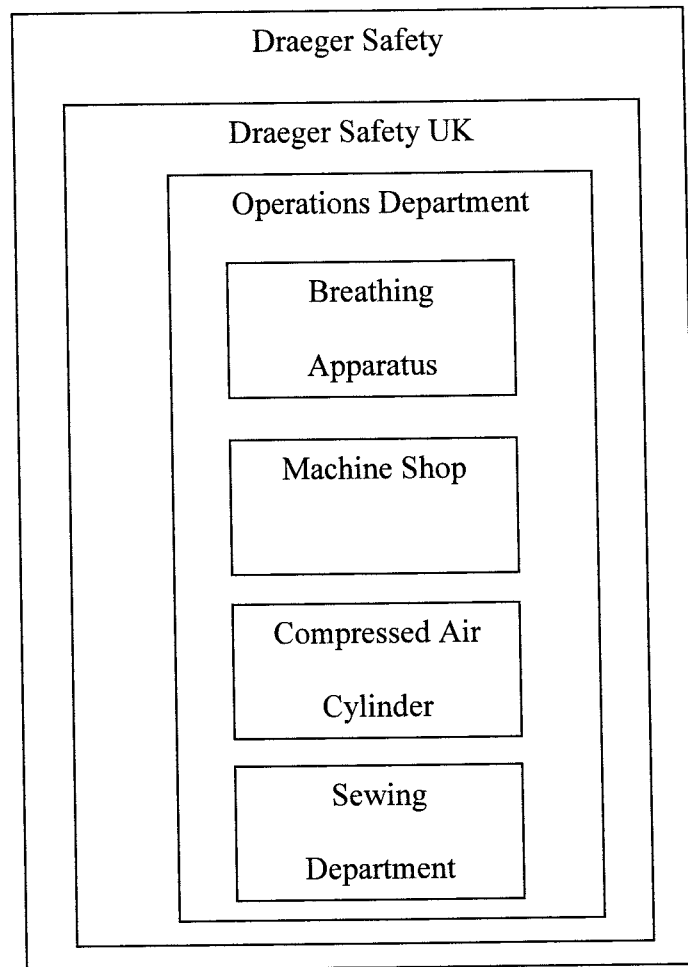 Draeger Safety
Draeger Safety UK
Operations Department
Breathing
Apparatus
Machine Shop
Compressed Air
Cylinder
Sewing
Department